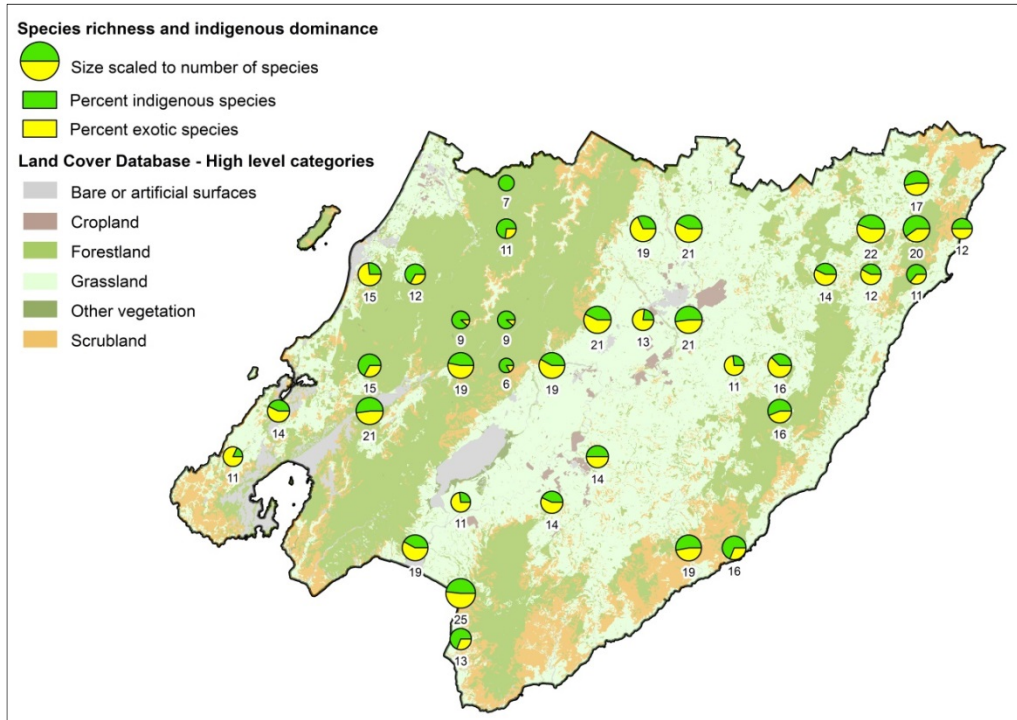 Species richness and indigenous dominance
Size scaled to number of species
Percent indigenous species
Percent exotic species
Land Cover Database - High level categories
Bare or artificial surfaces
Cropland
Forestland
Grassland
Other vegetation
Scrubland
7 17
11 19 21 22 20 12
15 12 14 12 11
9 9 21 13 21
15 19 6 19 11 16
14 21 16
11 14
11 14
19 19 16
25
13